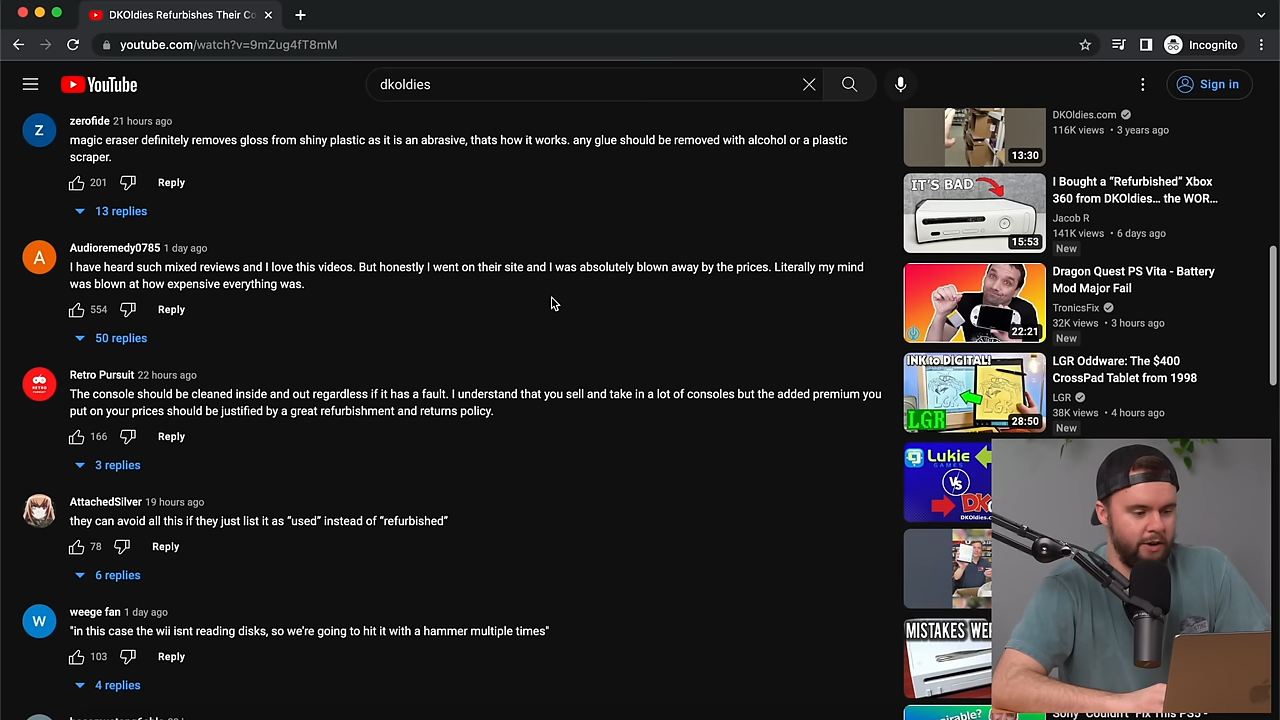 DKOldies Refurbishes Their Co
youtube.com/watch?v=9mZug4fT8mM
Incognito
YouTube
dkoldies
Sign in
Z
zerofide 21 hours ago
magic eraser definitely removes gloss from shiny plastic as it is an abrasive, thats how it works. any glue should be removed with alcohol or a plastic
scraper.
201 Reply
13 replies
A
Audioremedy0785 1 day ago
I have heard such mixed reviews and I love this videos. But honestly I went on their site and I was absolutely blown away by the prices. Literally my mind
was blown at how expensive everything was.
554 Reply
50 replies
RETRO
Retro Pursuit 22 hours ago
The console should be cleaned inside and out regardless if it has a fault. I understand that you sell and take in a lot of consoles but the added premium you
put on your prices should be justified by a great refurbishment and returns policy.
166 Reply
3 replies
AttachedSilver 19 hours ago
they can avoid all this if they just list it as “used” instead of “refurbished”
78 Reply
6 replies
W
weege fan 1 day ago
"in this case the wii isnt reading disks, so we're going to hit it with a hammer multiple times"
103 Reply
4 replies
DKOldies.com
116K views • 3 years ago
13:30
IT'S BAD
15:53
I Bought a “Refurbished” Xbox
360 from DKOldies... the WOR...
Jacob R
141K views • 6 days ago
New
22:21
Dragon Quest PS Vita - Battery
Mod Major Fail
TronicsFix
32K views • 3 hours ago
New
INK to DIGITAL!
LGR
28:50
LGR Oddware: The $400
CrossPad Tablet from 1998
LGR
38K views • 4 hours ago
New
Lukie
GAMES
VS
DK
DKOldies.com
MISTAKES WE
Sony "Couldn't" Fix This PS5 -